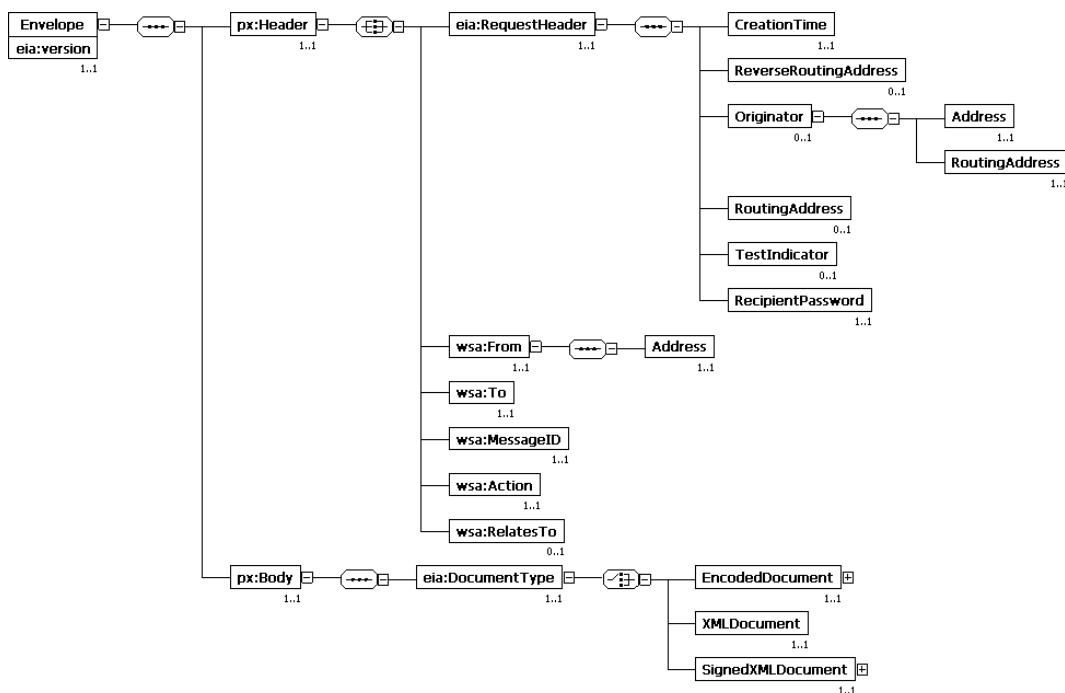 Envelope
eia:version
1..1
px:Header
1..1
eia:RequestHeader
1..1
CreationTime
1..1
ReverseRoutingAddress
0..1
Originator
0..1
Address
1..1
RoutingAddress
1..1
RoutingAddress
0..1
TestIndicator
0..1
RecipientPassword
1..1
wsa:From
1..1
Address
1..1
wsa:To
1..1
wsa:MessageID
1..1
wsa:Action
1..1
wsa:RelatesTo
0..1
px:Body
1..1
eia:DocumentType
1..1
EncodedDocument
1..1
XMLDocument
1..1
SignedXMLDocument
1..1